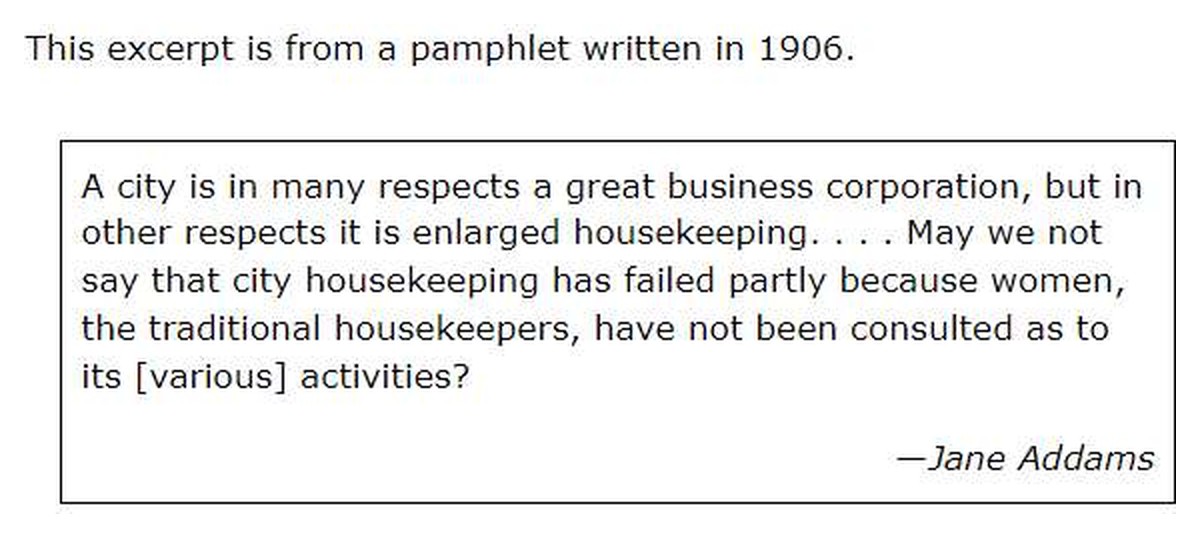 This excerpt is from a pamphlet written in 1906.
A city is in many respects a great business corporation, but in
other respects it is enlarged housekeeping. . . . May we not
say that city housekeeping has failed partly because women,
the traditional housekeepers, have not been consulted as to
its [various] activities?
—Jane Addams